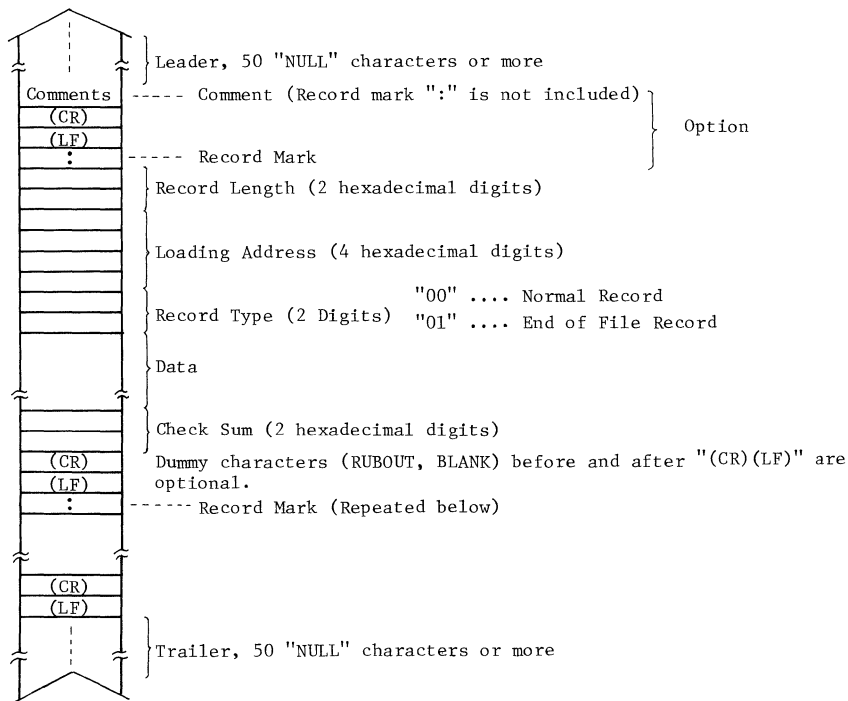 Leader, 50 "NULL" characters or more
Comments ----- Comment (Record mark ":" is not included)
(CR)
Option
(LF)
: ----- Record Mark
Record Length (2 hexadecimal digits)
Loading Address (4 hexadecimal digits)
"00" .... Normal Record
Record Type (2 Digits)
"01" .... End of File Record
Data
Check Sum (2 hexadecimal digits)
(CR) Dummy characters (RUBOUT, BLANK) before and after "(CR)(LF)" are
(LF) optional.
: ------ Record Mark (Repeated below)
(CR)
(LF)
Trailer, 50 "NULL" characters or more